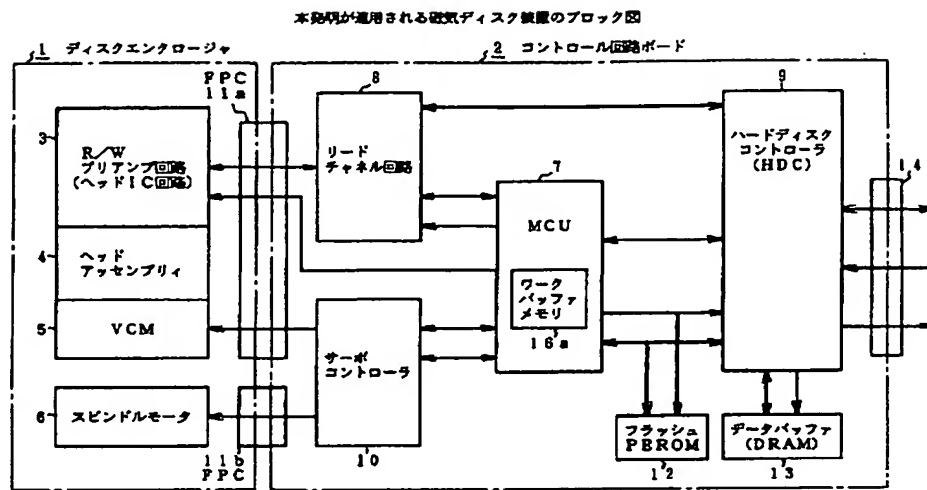 本発明が適用される磁気ディスク装置のブロック図
1 ディスクエンクロージャ
2 コントロール回路ボード
FPC
11a
8
9
3
R/W
プリアンプ回路
(ヘッドIC回路)
リード
チャネル回路
ハードディスク
コントローラ
(HDC)
14
7
MCU
4
ヘッド
アッセンブリィ
ワーク
バッファ
メモリ
16a
5
VCM
サーボ
コントローラ
6
スピンドルモータ
フラッシュ
PEROM
データバッファ
(DRAM)
11b
FPC
10
12
13